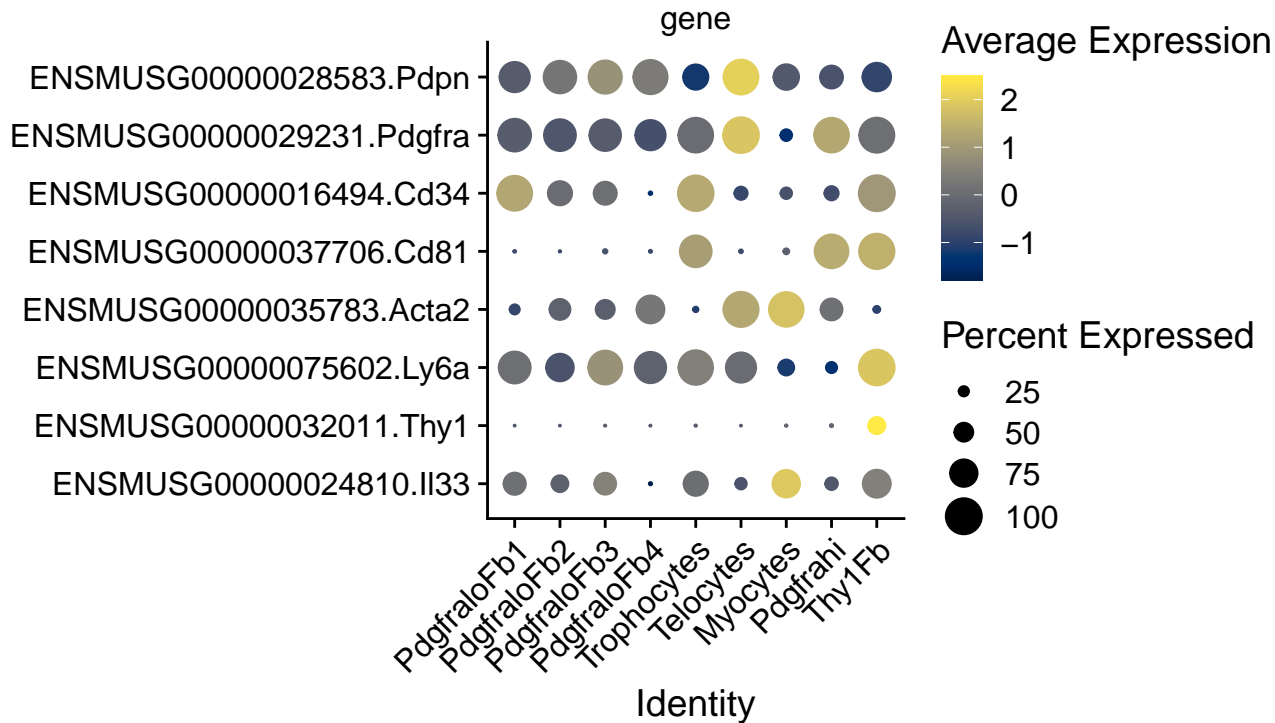 gene
ENSMUSG00000028583.Pdpn
ENSMUSG00000029231.Pdgfra
ENSMUSG00000016494.Cd34
ENSMUSG00000037706.Cd81
ENSMUSG00000035783.Acta2
ENSMUSG00000075602.Ly6a
ENSMUSG00000032011.Thy1
ENSMUSG00000024810.Il33
PdgfraloFb1
PdgfraloFb2
PdgfraloFb3
PdgfraloFb4
Trophocytes
Telocytes
Myocytes
Pdgfrahi
Thy1Fb
Identity
Average Expression
2
1
0
−1
Percent Expressed
25
50
75
100